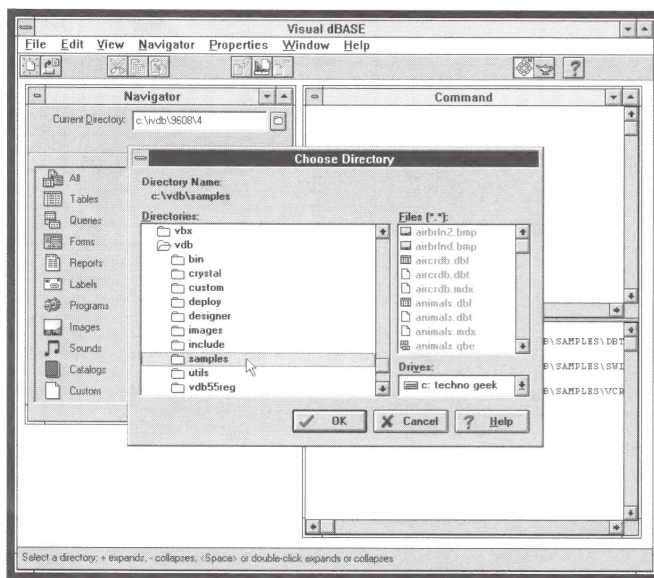 Visual dBASE
File Edit View Navigator Properties Window Help
Navigator
Current Directory: c:\ivdb\9608\4
All
Tables
Queries
Forms
Reports
Labels
Programs
Images
Sounds
Catalogs
Custom
Command
B\SAMPLES\DBT
B\SAMPLES\SWI
B\SAMPLES\VCR
Choose Directory
Directory Name:
c:\vdb\samples
Directories:
vbx
vdb
bin
crystal
custom
deploy
designer
images
include
samples
utils
vdb55reg
Files (*.*):
airbrln2.bmp
airbrlnd.bmp
aircrdb.dbf
aircrdb.dbt
aircrdb.mdx
animals.dbf
animals.dbt
animals.mdx
animals.qbe
Drives:
c: techno geek
OK Cancel ? Help
Select a directory: + expands, - collapses, <Space> or double-click expands or collapses